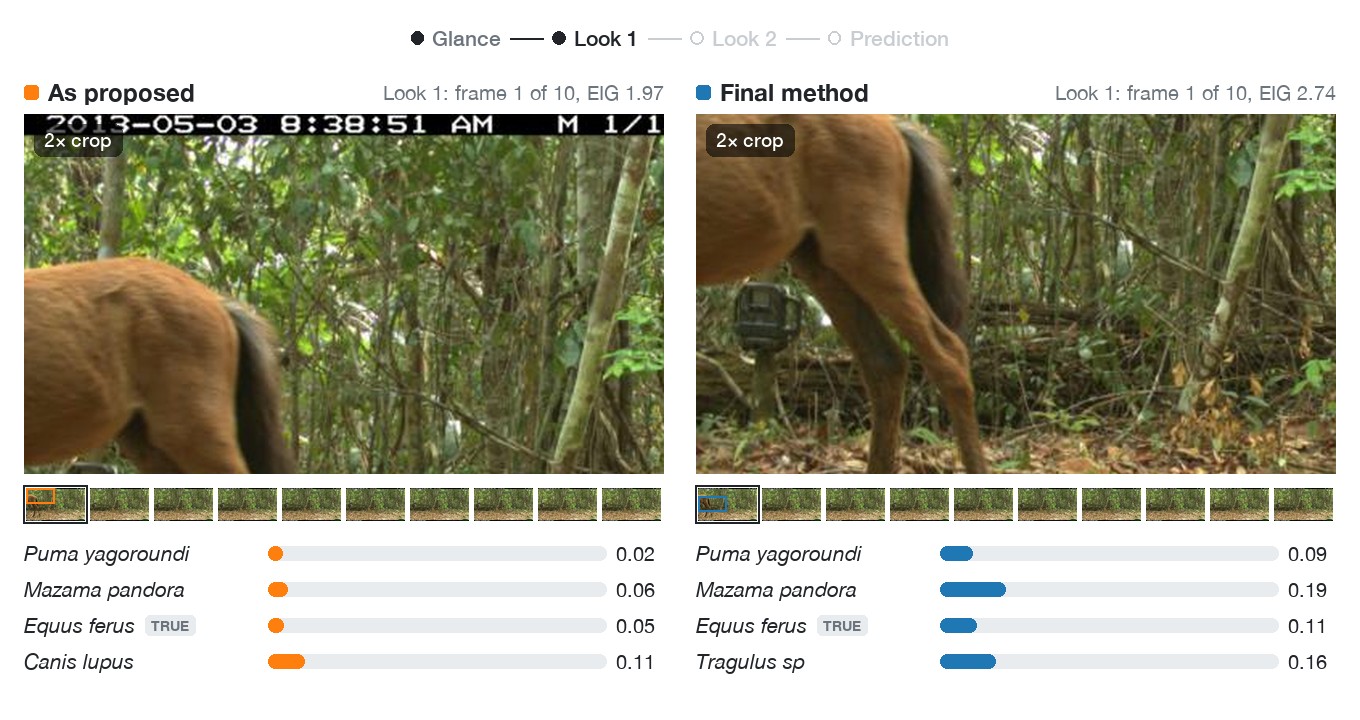 Glance Look 1 Look 2 Prediction
As proposed Look 1: frame 1 of 10, EIG 1.97
2013-05-03 8:38:51 AM M 1/1
2× crop
Puma yagoroundi 0.02
Mazama pandora 0.06
Equus ferus TRUE 0.05
Canis lupus 0.11
Final method Look 1: frame 1 of 10, EIG 2.74
2× crop
Puma yagoroundi 0.09
Mazama pandora 0.19
Equus ferus TRUE 0.11
Tragulus sp 0.16